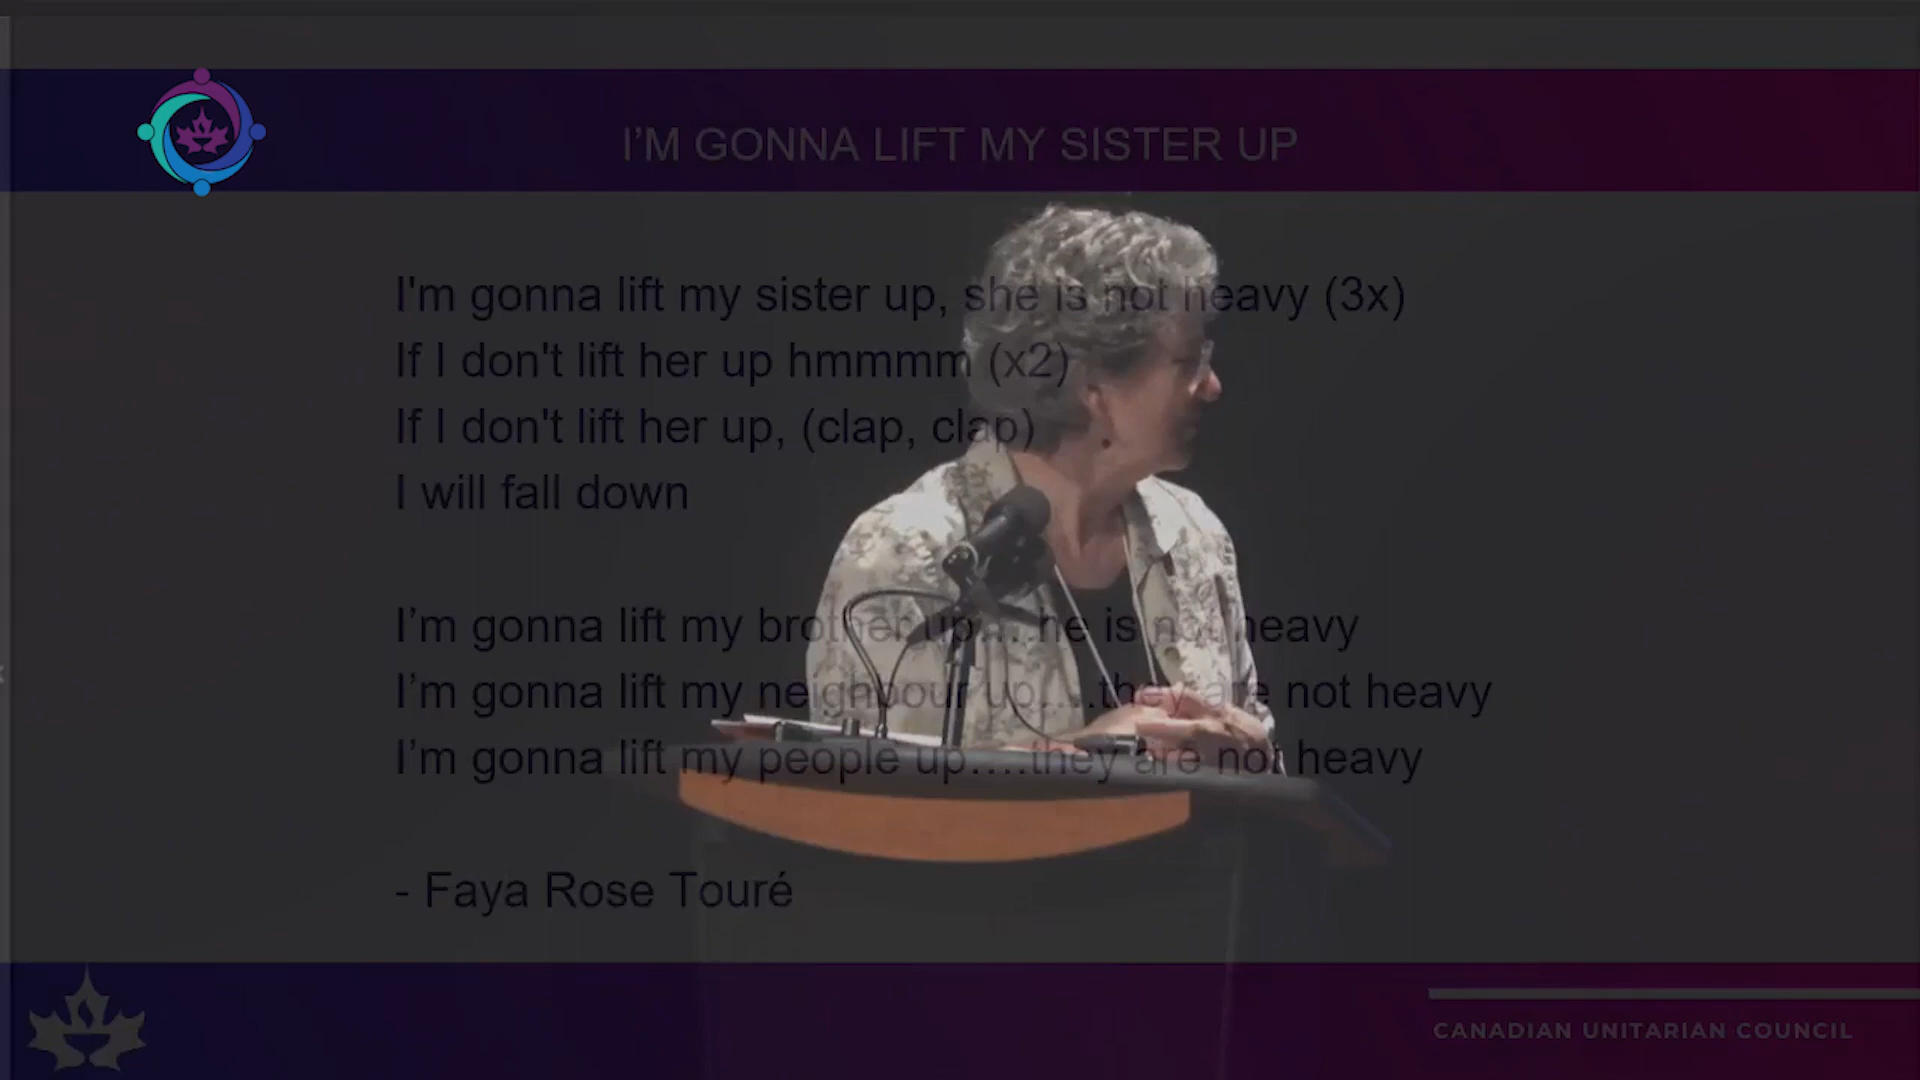 I’M GONNA LIFT MY SISTER UP
I'm gonna lift my sister up, she is not heavy (3x)
If I don't lift her up hmmmm (x2)
If I don't lift her up, (clap, clap)
I will fall down
I’m gonna lift my brother up....he is not heavy
I’m gonna lift my neighbour up....they are not heavy
I’m gonna lift my people up....they are not heavy
- Faya Rose Touré
CANADIAN UNITARIAN COUNCIL